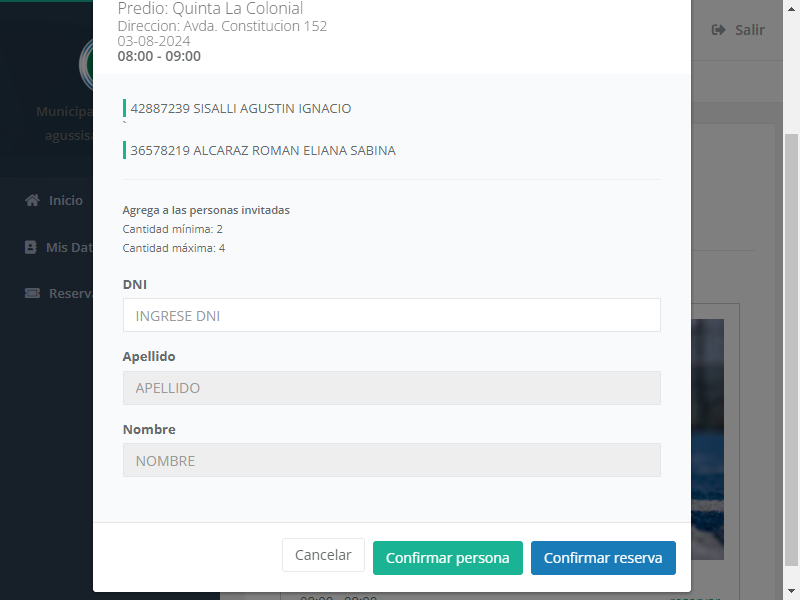 Predio: Quinta La Colonial
Direccion: Avda. Constitucion 152
03-08-2024
08:00 - 09:00
Salir
Municipa
agussisa
42887239 SISALLI AGUSTIN IGNACIO
`
36578219 ALCARAZ ROMAN ELIANA SABINA
Inicio
Mis Dat
Reserva
Agrega a las personas invitadas
Cantidad mínima: 2
Cantidad máxima: 4
DNI
INGRESE DNI
Apellido
APELLIDO
Nombre
NOMBRE
Cancelar
Confirmar persona
Confirmar reserva